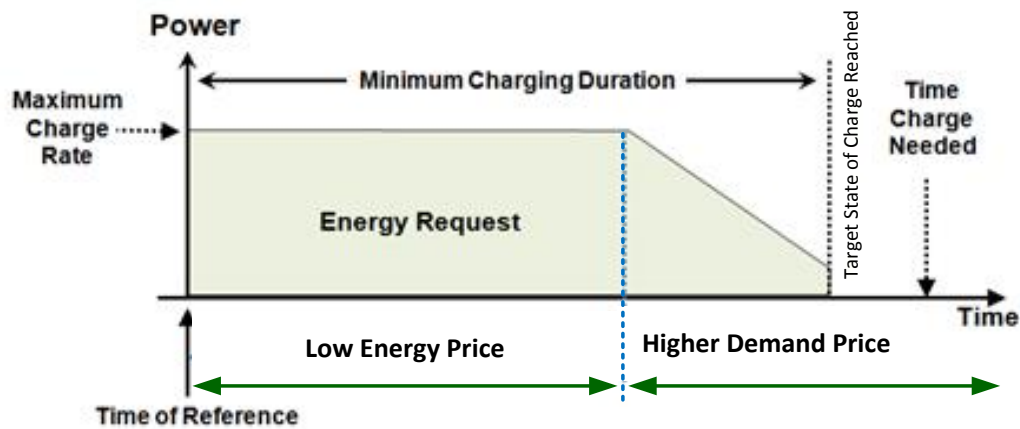 Power
Minimum Charging Duration
Maximum
Charge
Rate
Target State of Charge Reached
Time
Charge
Needed
Energy Request
Time
Low Energy Price
Higher Demand Price
Time of Reference